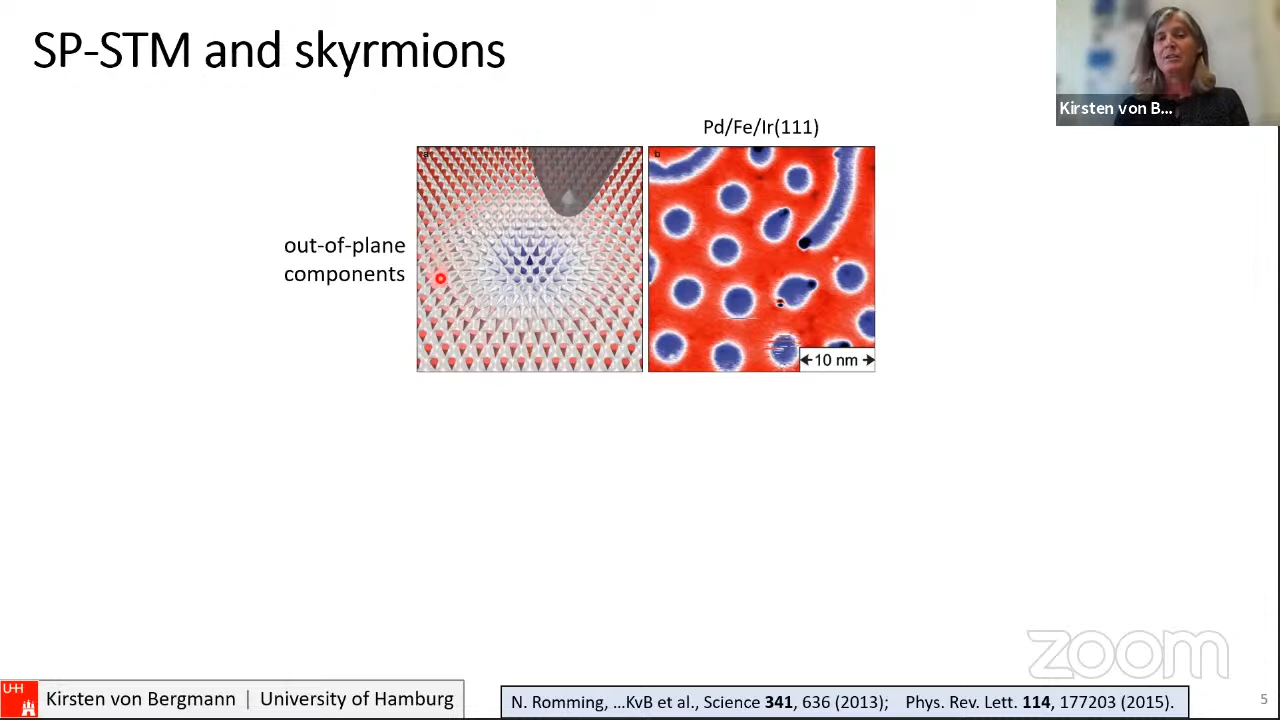 SP-STM and skyrmions
Kirsten von B...
Pd/Fe/Ir(111)
a
b
out-of-plane
components
10 nm
zoom
UHH
Kirsten von Bergmann | University of Hamburg
N. Romming, ...KvB et al., Science 341, 636 (2013); Phys. Rev. Lett. 114, 177203 (2015).
5